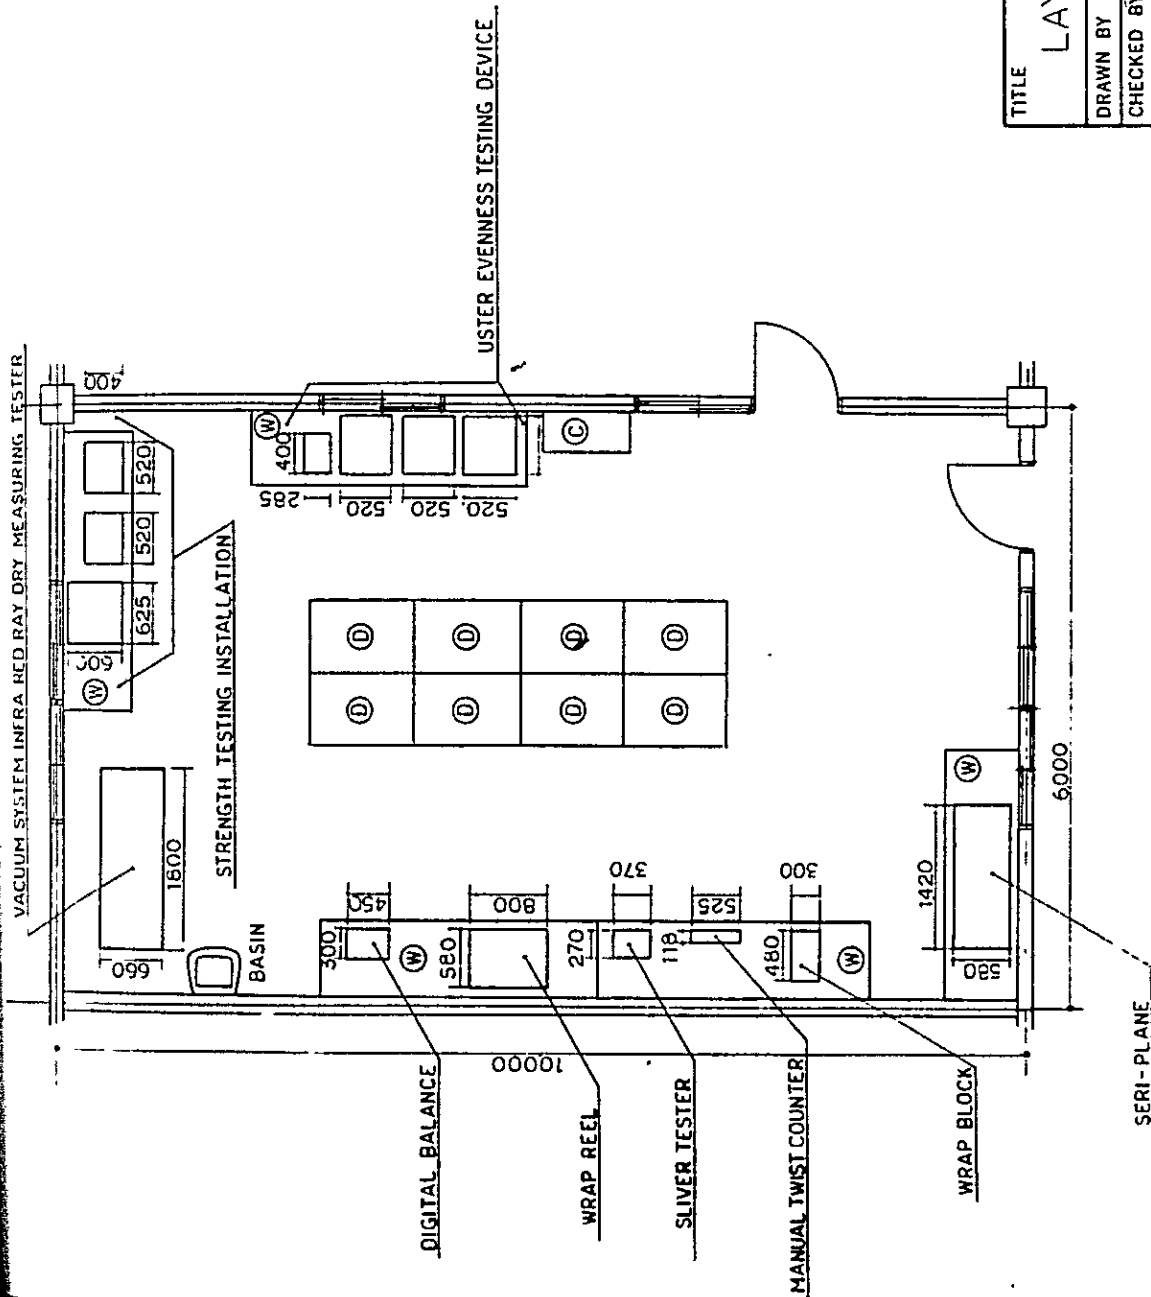 VACUUM SYSTEM INFRA RED RAY DRY MEASURING TESTER
400
520
520
625
600
W
STRENGTH TESTING INSTALLATION
1800
660
BASIN
USTER EVENNESS TESTING DEVICE
W
400
285
520
520
520
C
D
D
D
D
D
D
D
D
300
450
W
580
800
270
370
118
525
480
300
W
W
1420
580
6000
10000
DIGITAL BALANCE
WRAP REEL
SLIVER TESTER
MANUAL TWIST COUNTER
WRAP BLOCK
SERI-PLANE
TITLE
LAY
DRAWN BY
CHECKED BY